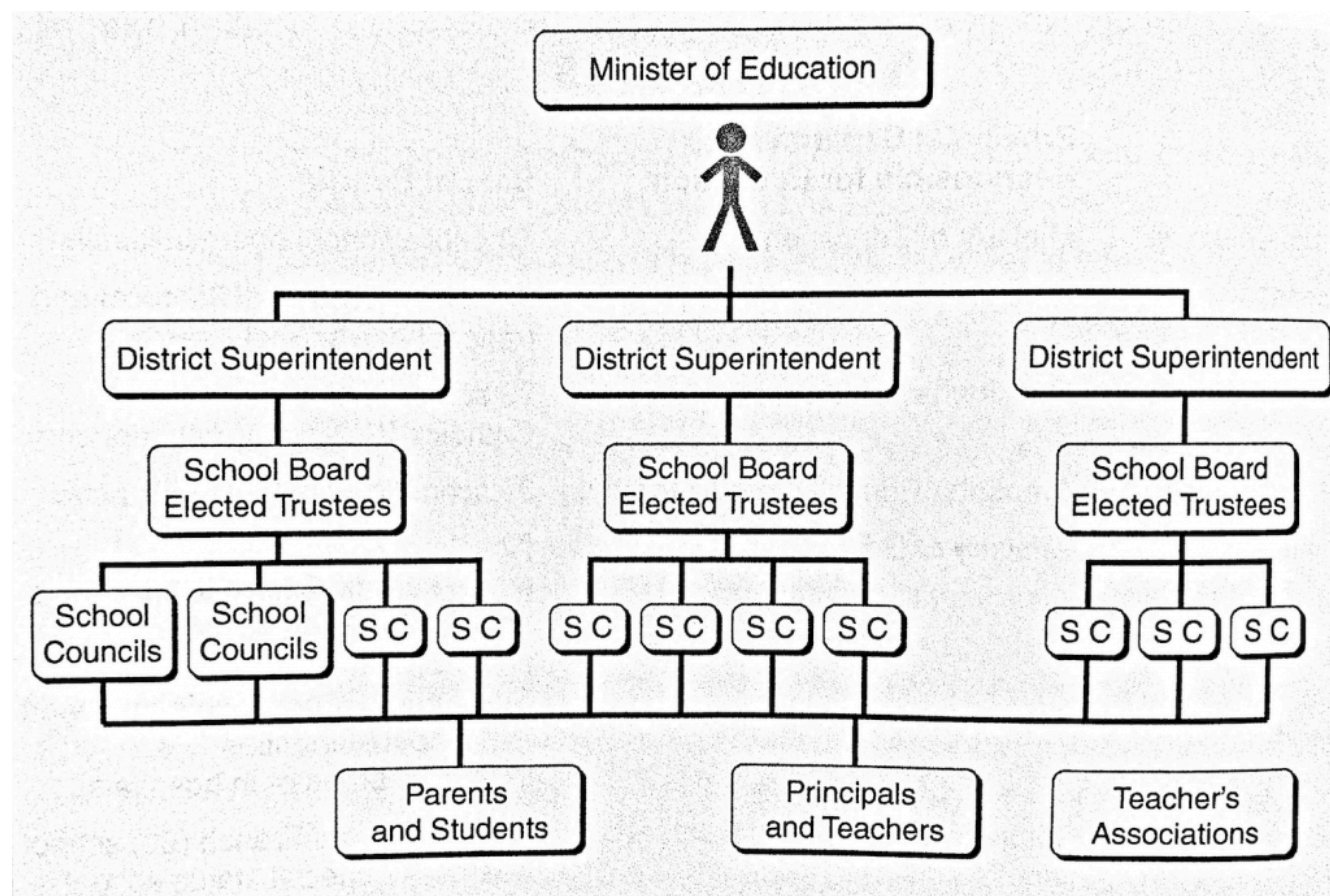 Minister of Education
District Superintendent
District Superintendent
District Superintendent
School Board
Elected Trustees
School Board
Elected Trustees
School Board
Elected Trustees
School
Councils
School
Councils
S C
S C
S C
S C
S C
S C
S C
S C
S C
Parents
and Students
Principals
and Teachers
Teacher's
Associations